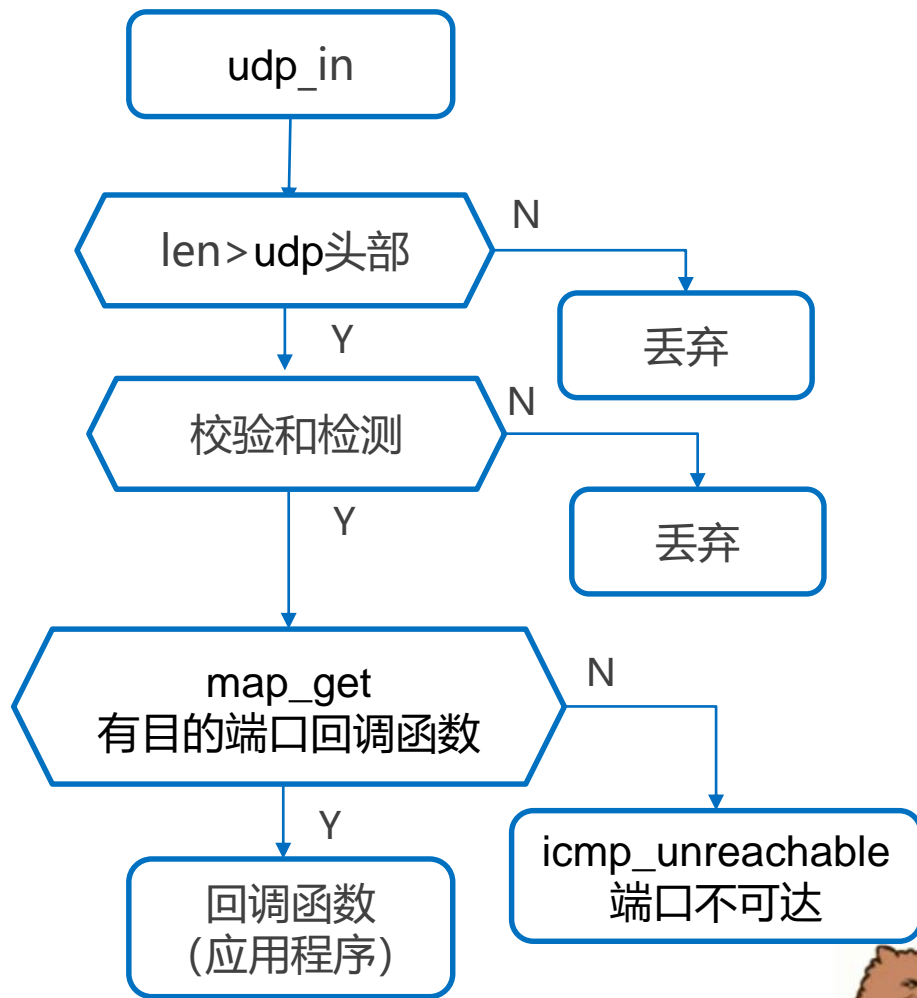 udp_in
len>udp头部
N
丢弃
Y
校验和检测
N
丢弃
Y
map_get
有目的端口回调函数
N
icmp_unreachable
端口不可达
Y
回调函数
（应用程序）